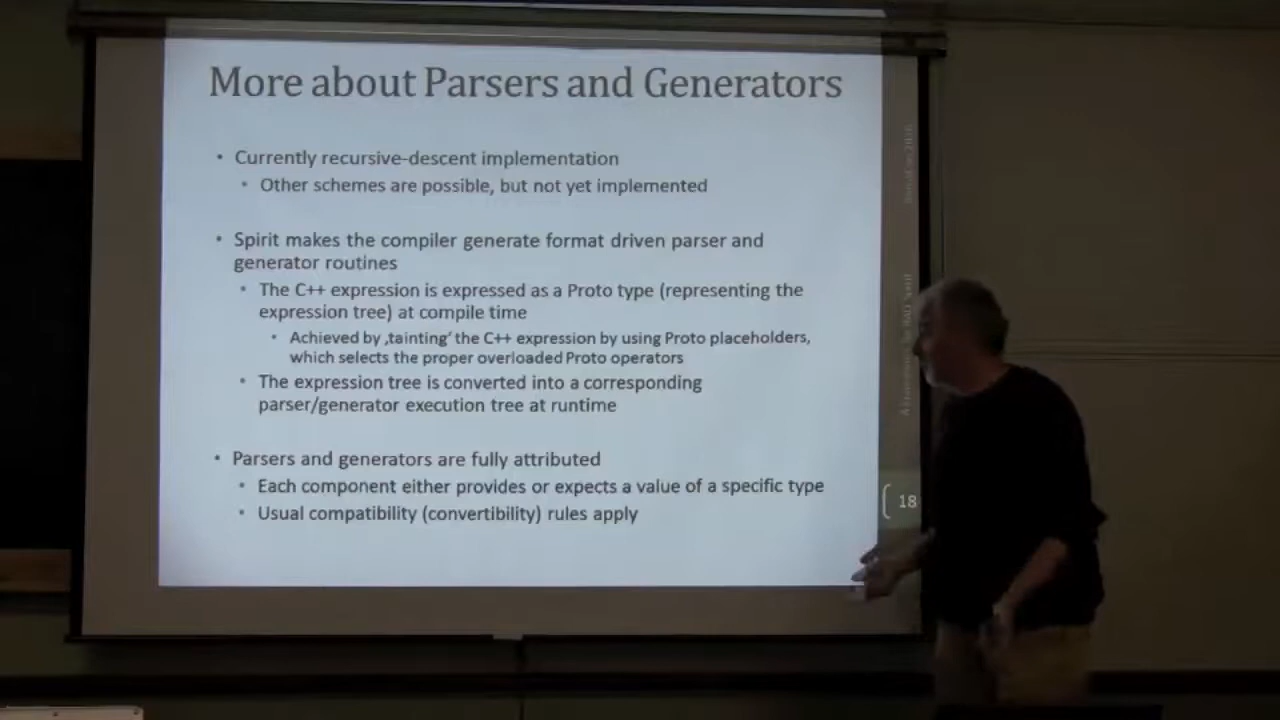 More about Parsers and Generators
• Currently recursive-descent implementation
• Other schemes are possible, but not yet implemented
• Spirit makes the compiler generate format driven parser and
generator routines
• The C++ expression is expressed as a Proto type (representing the
expression tree) at compile time
• Achieved by ‚tainting‘ the C++ expression by using Proto placeholders,
which selects the proper overloaded Proto operators
• The expression tree is converted into a corresponding
parser/generator execution tree at runtime
• Parsers and generators are fully attributed
• Each component either provides or expects a value of a specific type
• Usual compatibility (convertibility) rules apply
18